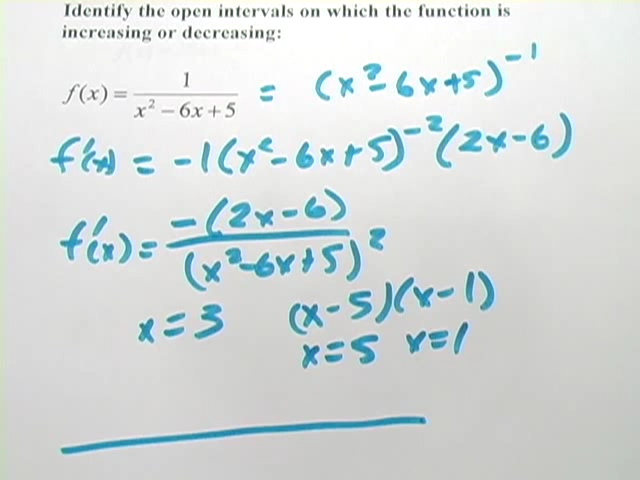 Identify the open intervals on which the function is
increasing or decreasing:
f(x) = 1 / (x² − 6x + 5) = (x² − 6x + 5)⁻¹
f'(x) = −1(x² − 6x + 5)⁻²(2x − 6)
f'(x) = −(2x − 6) / (x² − 6x + 5)²
x = 3 (x − 5)(x − 1)
x = 5 x = 1